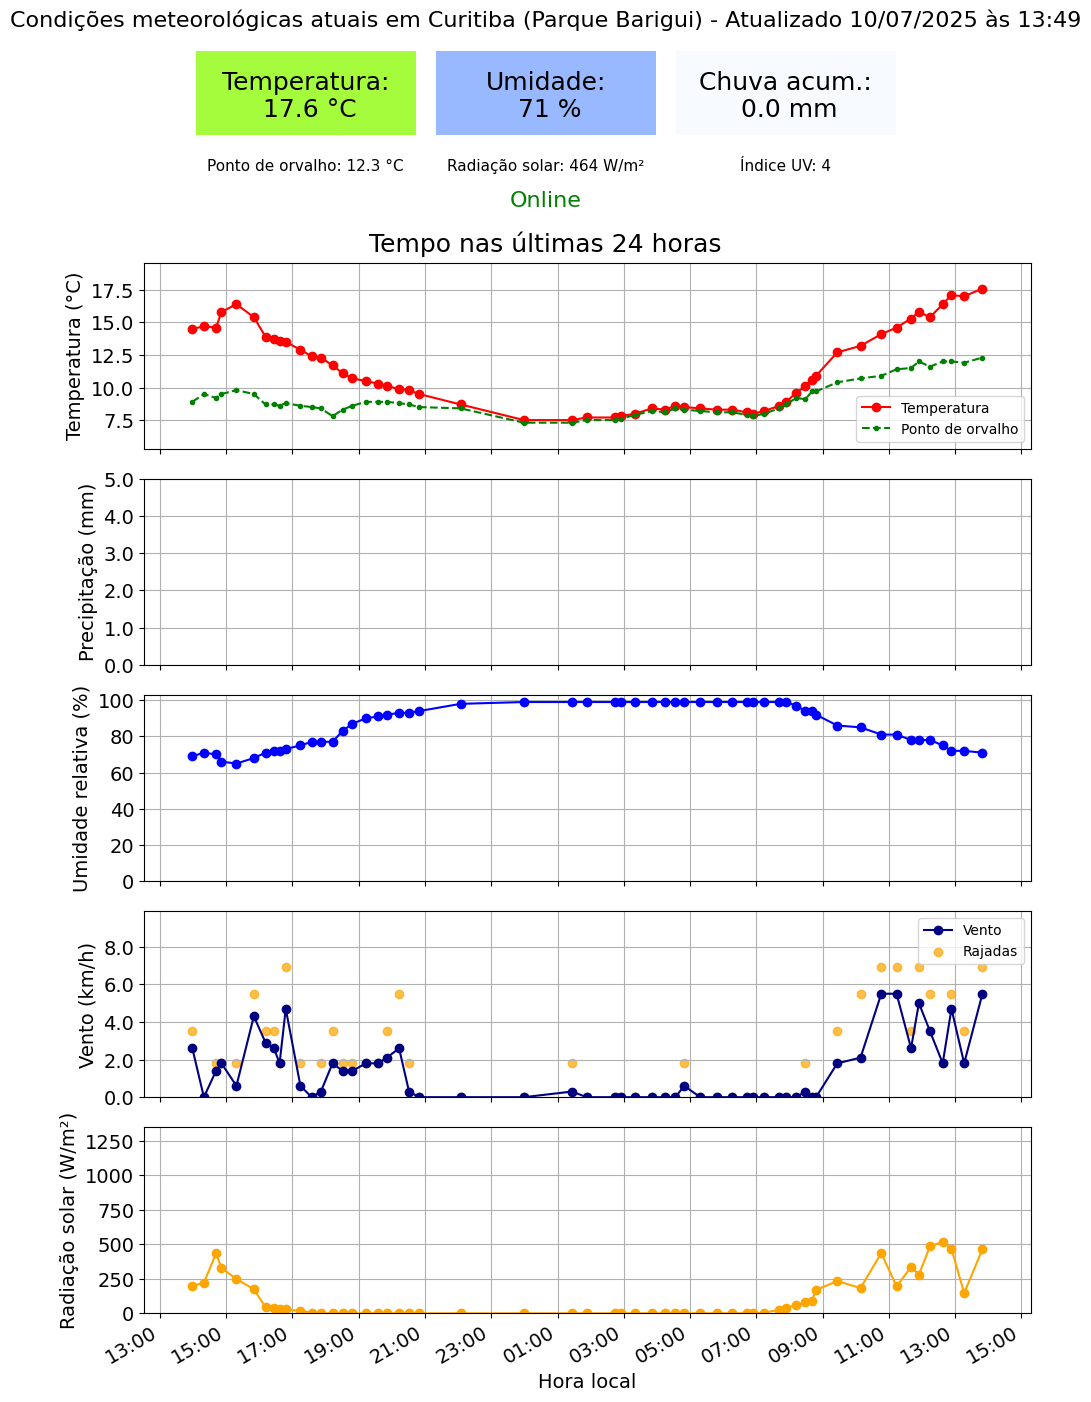 Condições meteorológicas atuais em Curitiba (Parque Barigui) - Atualizado 10/07/2025 às 13:49
Temperatura:
17.6 °C
Umidade:
71 %
Chuva acum.:
0.0 mm
Ponto de orvalho: 12.3 °C
Radiação solar: 464 W/m²
Índice UV: 4
Online
Tempo nas últimas 24 horas
Temperatura (°C)
17.5
15.0
12.5
10.0
7.5
Temperatura
Ponto de orvalho
Precipitação (mm)
5.0
4.0
3.0
2.0
1.0
0.0
Umidade relativa (%)
100
80
60
40
20
0
Vento (km/h)
8.0
6.0
4.0
2.0
0.0
Vento
Rajadas
Radiação solar (W/m²)
1250
1000
750
500
250
0
13:00
15:00
17:00
19:00
21:00
23:00
01:00
03:00
05:00
07:00
09:00
11:00
13:00
15:00
Hora local